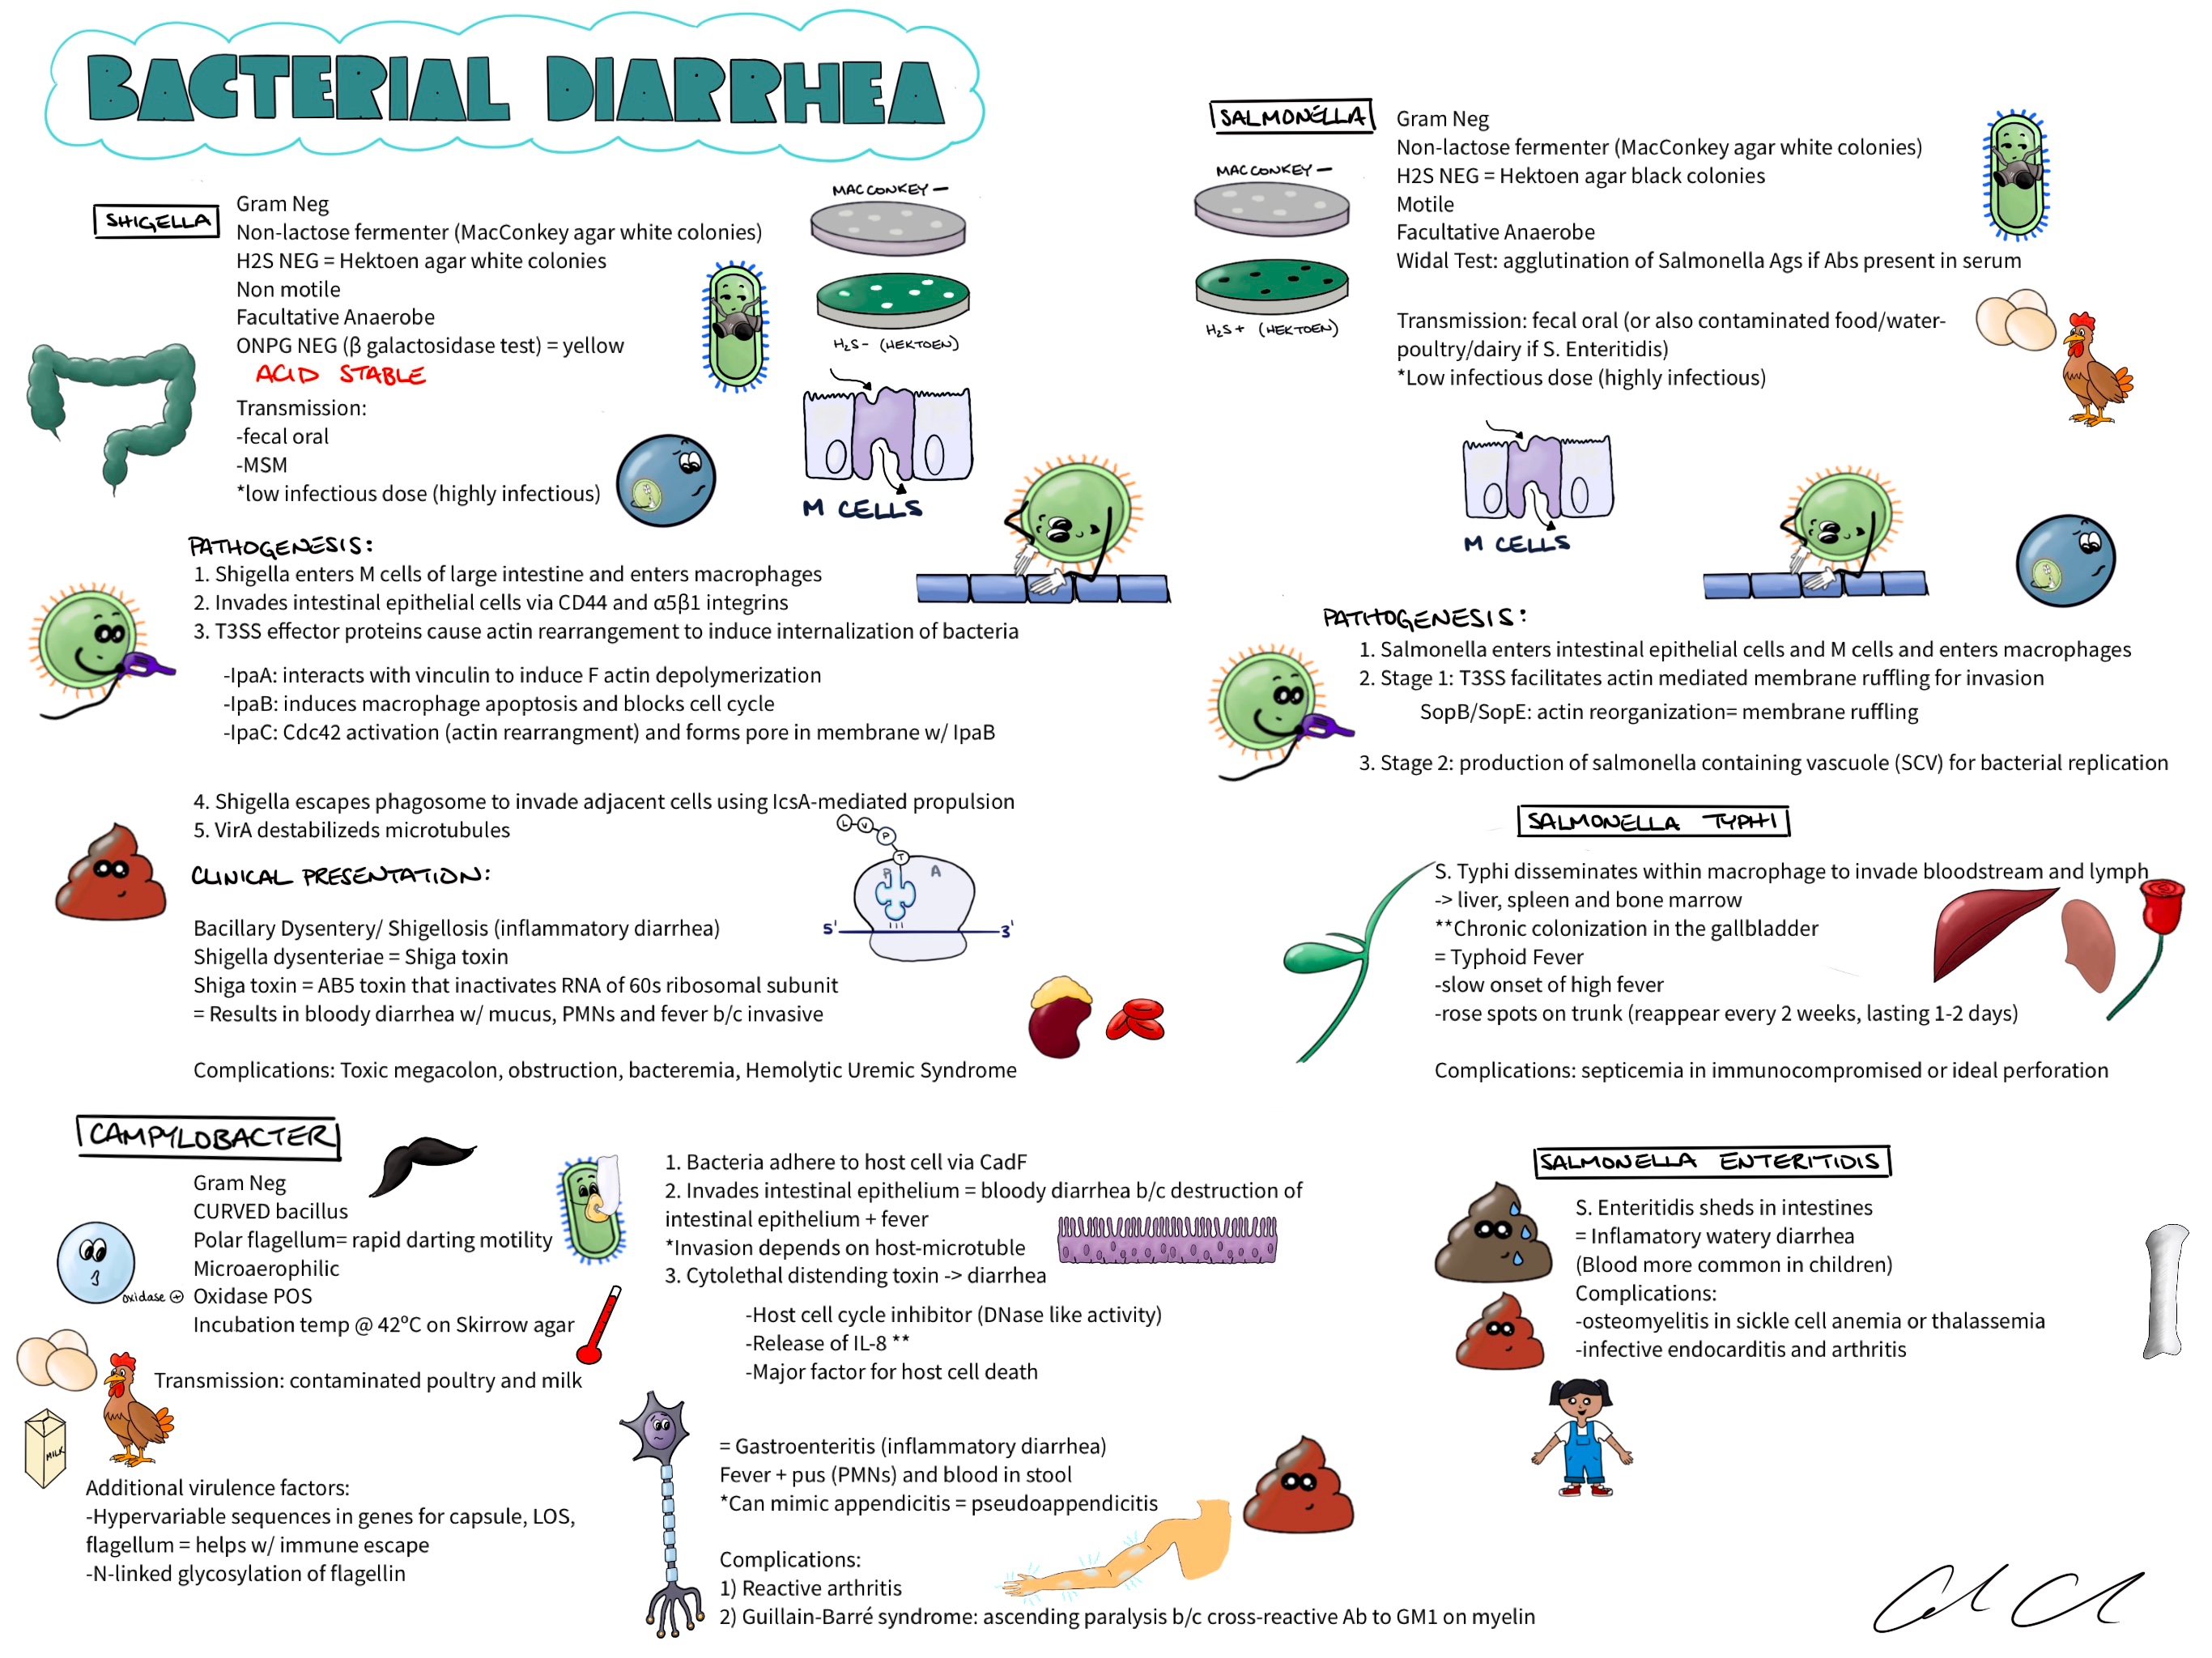 BACTERIAL DIARRHEA
SHIGELLA
Gram Neg
Non-lactose fermenter (MacConkey agar white colonies)
H2S NEG = Hektoen agar white colonies
Non motile
Facultative Anaerobe
ONPG NEG (β galactosidase test) = yellow
ACID STABLE
Transmission:
-fecal oral
-MSM
*low infectious dose (highly infectious)
MACCONKEY –
H₂S- (HEKTOEN)
M CELLS
PATHOGENESIS:
1. Shigella enters M cells of large intestine and enters macrophages
2. Invades intestinal epithelial cells via CD44 and α5β1 integrins
3. T3SS effector proteins cause actin rearrangement to induce internalization of bacteria
-IpaA: interacts with vinculin to induce F actin depolymerization
-IpaB: induces macrophage apoptosis and blocks cell cycle
-IpaC: Cdc42 activation (actin rearrangment) and forms pore in membrane w/ IpaB
4. Shigella escapes phagosome to invade adjacent cells using IcsA-mediated propulsion
5. VirA destabilizeds microtubules
L V P
T
P A
5' 3'
CLINICAL PRESENTATION:
Bacillary Dysentery/ Shigellosis (inflammatory diarrhea)
Shigella dysenteriae = Shiga toxin
Shiga toxin = AB5 toxin that inactivates RNA of 60s ribosomal subunit
= Results in bloody diarrhea w/ mucus, PMNs and fever b/c invasive
Complications: Toxic megacolon, obstruction, bacteremia, Hemolytic Uremic Syndrome
SALMONELLA
Gram Neg
Non-lactose fermenter (MacConkey agar white colonies)
H2S NEG = Hektoen agar black colonies
Motile
Facultative Anaerobe
Widal Test: agglutination of Salmonella Ags if Abs present in serum
MACCONKEY –
H₂S+ (HEKTOEN)
Transmission: fecal oral (or also contaminated food/water-
poultry/dairy if S. Enteritidis)
*Low infectious dose (highly infectious)
M CELLS
PATHOGENESIS:
1. Salmonella enters intestinal epithelial cells and M cells and enters macrophages
2. Stage 1: T3SS facilitates actin mediated membrane ruffling for invasion
SopB/SopE: actin reorganization= membrane ruffling
3. Stage 2: production of salmonella containing vascuole (SCV) for bacterial replication
SALMONELLA TYPHI
S. Typhi disseminates within macrophage to invade bloodstream and lymph
-> liver, spleen and bone marrow
**Chronic colonization in the gallbladder
= Typhoid Fever
-slow onset of high fever
-rose spots on trunk (reappear every 2 weeks, lasting 1-2 days)
Complications: septicemia in immunocompromised or ideal perforation
CAMPYLOBACTER
Gram Neg
CURVED bacillus
Polar flagellum= rapid darting motility
Microaerophilic
oxidase ⊕
Oxidase POS
Incubation temp @ 42ºC on Skirrow agar
Transmission: contaminated poultry and milk
MILK
Additional virulence factors:
-Hypervariable sequences in genes for capsule, LOS,
flagellum = helps w/ immune escape
-N-linked glycosylation of flagellin
1. Bacteria adhere to host cell via CadF
2. Invades intestinal epithelium = bloody diarrhea b/c destruction of
intestinal epithelium + fever
*Invasion depends on host-microtuble
3. Cytolethal distending toxin -> diarrhea
-Host cell cycle inhibitor (DNase like activity)
-Release of IL-8 **
-Major factor for host cell death
= Gastroenteritis (inflammatory diarrhea)
Fever + pus (PMNs) and blood in stool
*Can mimic appendicitis = pseudoappendicitis
Complications:
1) Reactive arthritis
2) Guillain-Barré syndrome: ascending paralysis b/c cross-reactive Ab to GM1 on myelin
SALMONELLA ENTERITIDIS
S. Enteritidis sheds in intestines
= Inflamatory watery diarrhea
(Blood more common in children)
Complications:
-osteomyelitis in sickle cell anemia or thalassemia
-infective endocarditis and arthritis